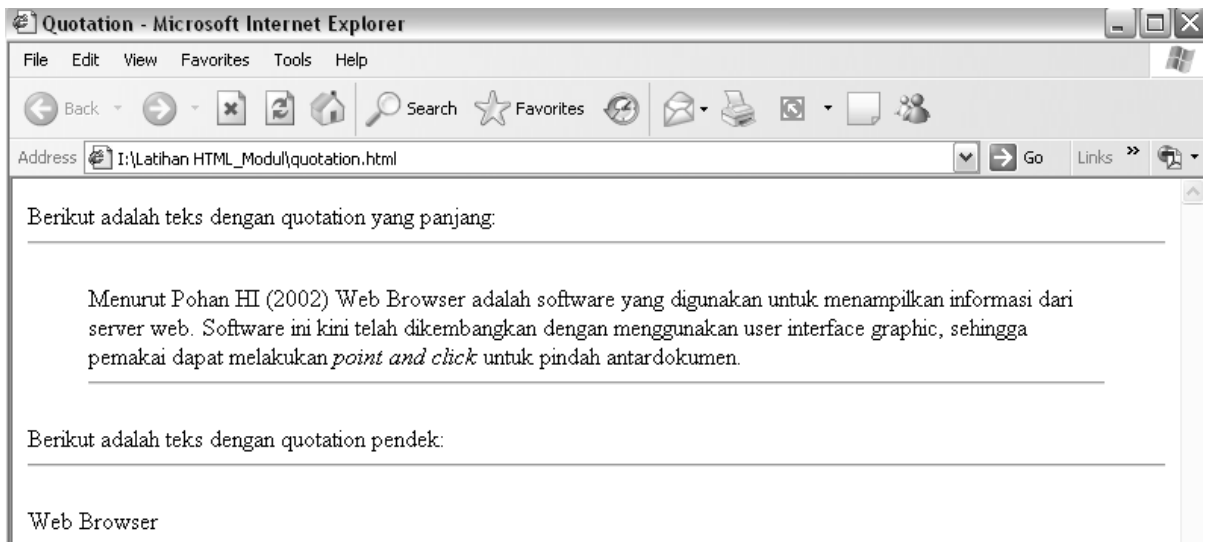 Quotation - Microsoft Internet Explorer
File Edit View Favorites Tools Help
Back Search Favorites
Address I:\Latihan HTML_Modul\quotation.html Go Links »
Berikut adalah teks dengan quotation yang panjang:
Menurut Pohan HI (2002) Web Browser adalah software yang digunakan untuk menampilkan informasi dari
server web. Software ini kini telah dikembangkan dengan menggunakan user interface graphic, sehingga
pemakai dapat melakukan point and click untuk pindah antardokumen.
Berikut adalah teks dengan quotation pendek:
Web Browser